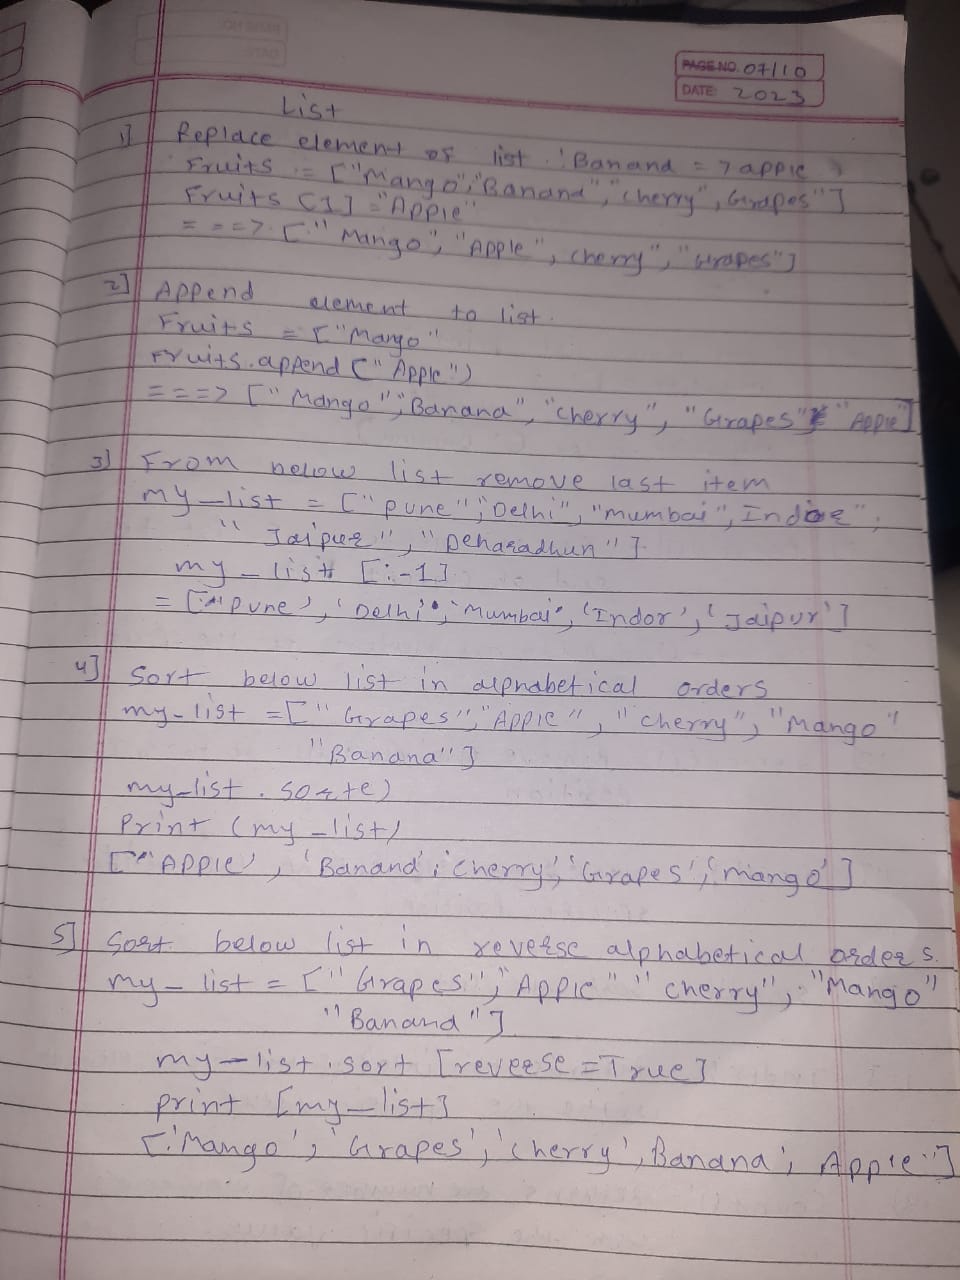 PAGE NO. 07/10
DATE: 2023
List
1] Replace element of list 'Banana => apple
Fruits := ["Mango","Banana","cherry", Grapes"]
Fruits [1] = "Apple"
= = => ["Mango", "Apple", cherry", "Grapes"]
2] Append element to list.
Fruits = ["Mango"
Fruits.append ("Apple")
===> ["Mango","Banana", "cherry", "Grapes" "Apple"]
3] From below list remove last item
my_list = ["pune","Delhi", "mumbai", Indore",
"Jaipur", "Deharadhun"]
my_list [:-1]
= ['pune', 'Delhi', 'Mumbai', 'Indor', 'Jaipur']
4] Sort below list in alphabetical orders
my_list = ["Grapes","Apple", "cherry", "Mango"
"Banana"]
my_list.sorte)
Print (my_list)
["Apple', 'Banana' 'cherry', 'Grapes', 'mango']
5] Sort below list in reverse alphabetical orders.
my_list = ["Grapes", "Apple" "cherry", "Mango"
"Banana"]
my_list.sort [reverse=True]
print [my_list]
['Mango', 'Grapes', 'cherry', Banana', Apple"]